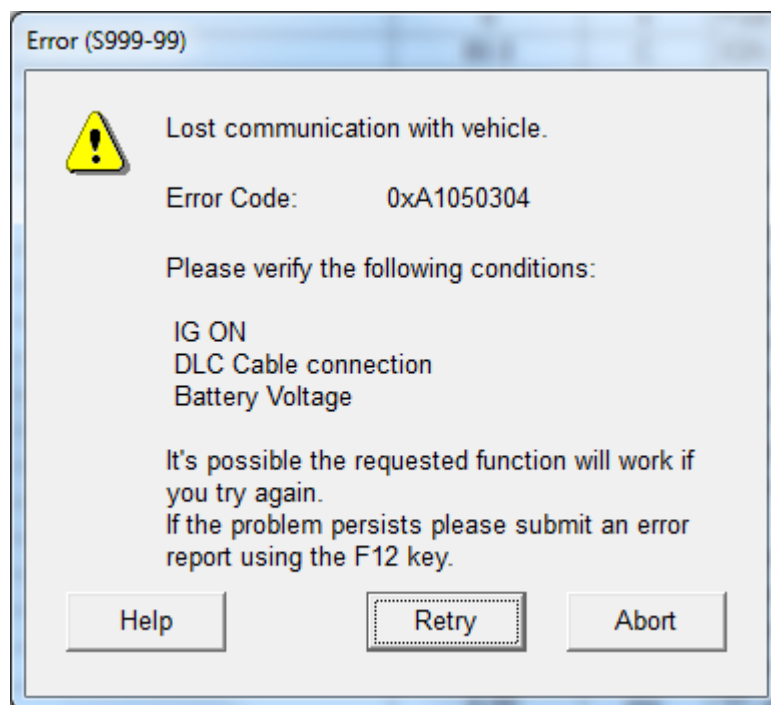 Error (S999-99)
Lost communication with vehicle.
Error Code: 0xA1050304
Please verify the following conditions:
IG ON
DLC Cable connection
Battery Voltage
It's possible the requested function will work if
you try again.
If the problem persists please submit an error
report using the F12 key.
Help Retry Abort